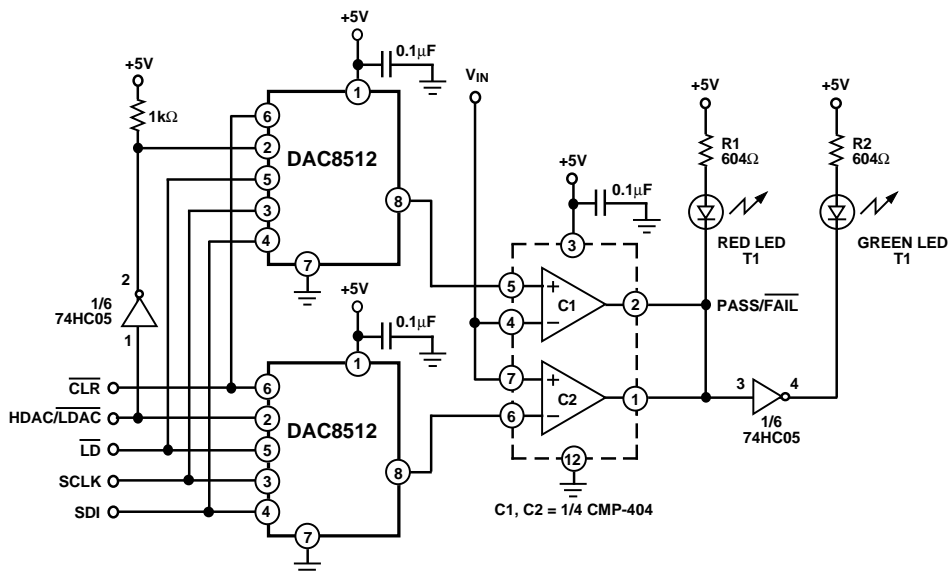 +5V
0.1µF
+5V
1kΩ
1
6
2
5
3
4
DAC8512
8
7
VIN
+5V
0.1µF
3
+5V
R1
604Ω
RED LED
T1
+5V
R2
604Ω
GREEN LED
T1
2
1/6
74HC05
1
+5V
0.1µF
1
CLR
HDAC/LDAC
LD
SCLK
SDI
6
2
5
3
4
DAC8512
8
7
5
+
4
−
C1
2
PASS/FAIL
7
+
6
−
C2
1
12
3
4
1/6
74HC05
C1, C2 = 1/4 CMP-404